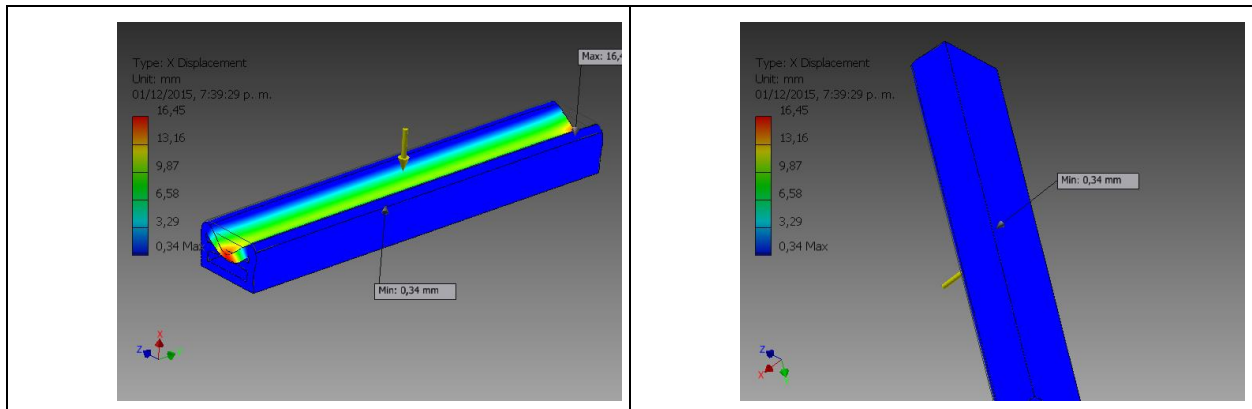 Type: X Displacement
Unit: mm
01/12/2015, 7:39:29 p. m.
16,45
13,16
9,87
6,58
3,29
0,34 Max
Max: 16,4
Min: 0,34 mm
Z
X
Type: X Displacement
Unit: mm
01/12/2015, 7:39:29 p. m.
16,45
13,16
9,87
6,58
3,29
0,34 Max
Min: 0,34 mm
Z
X